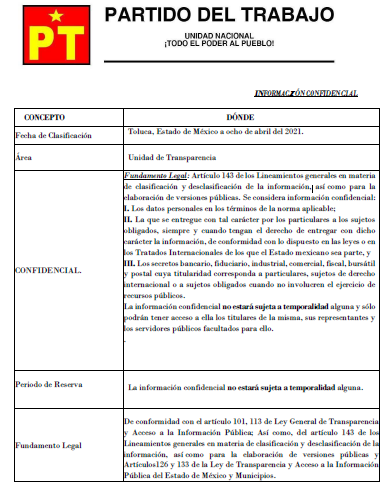 PT
PARTIDO DEL TRABAJO
UNIDAD NACIONAL
¡TODO EL PODER AL PUEBLO!
INFORMACIÓN CONFIDENCIAL
CONCEPTO DÓNDE
Fecha de Clasificación Toluca, Estado de México a ocho de abril del 2021.
Área Unidad de Transparencia
CONFIDENCIAL.
Fundamento Legal: Artículo 143 de los Lineamientos generales en materia
de clasificación y desclasificación de la información, así como para la
elaboración de versiones públicas. Se considera información confidencial:
I. Los datos personales en los términos de la norma aplicable;
II. La que se entregue con tal carácter por los particulares a los sujetos
obligados, siempre y cuando tengan el derecho de entregar con dicho
carácter la información, de conformidad con lo dispuesto en las leyes o en
los Tratados Internacionales de los que el Estado mexicano sea parte, y
III. Los secretos bancario, fiduciario, industrial, comercial, fiscal, bursátil
y postal cuya titularidad corresponda a particulares, sujetos de derecho
internacional o a sujetos obligados cuando no involucren el ejercicio de
recursos públicos.
La información confidencial no estará sujeta a temporalidad alguna y sólo
podrán tener acceso a ella los titulares de la misma, sus representantes y
los servidores públicos facultados para ello.
.
Periodo de Reserva La información confidencial no estará sujeta a temporalidad alguna.
Fundamento Legal
De conformidad con el artículo 101, 113 de Ley General de Transparencia
y Acceso a la Información Pública; Así como, del artículo 143 de los
Lineamientos generales en materia de clasificación y desclasificación de la
información, así como para la elaboración de versiones públicas y
Artículos126 y 133 de la Ley de Transparencia y Acceso a la Información
Pública del Estado de México y Municipios.